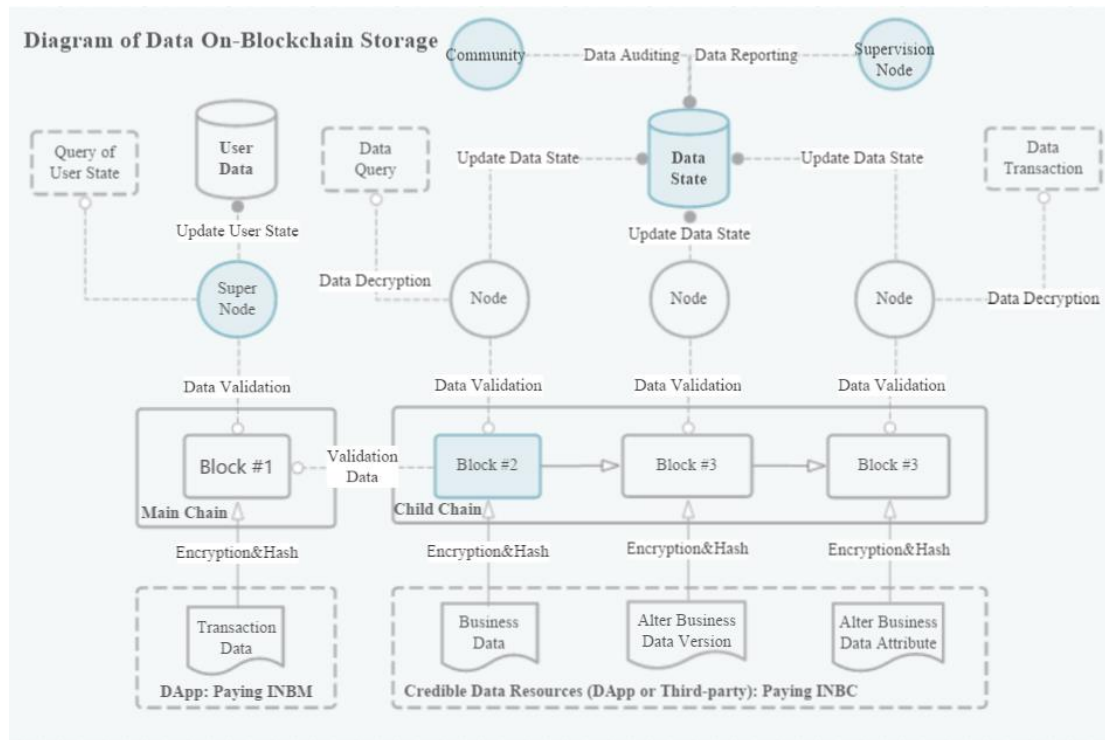 Diagram of Data On-Blockchain Storage
Community
Data Auditing
Data Reporting
Supervision
Node
Query of
User State
User
Data
Data
Query
Update Data State
Data
State
Update Data State
Data
Transaction
Update User State
Update Data State
Super
Node
Data Decryption
Node
Node
Node
Data Decryption
Data Validation
Data Validation
Data Validation
Data Validation
Block #1
Validation
Data
Block #2
Block #3
Block #3
Main Chain
Child Chain
Encryption&Hash
Encryption&Hash
Encryption&Hash
Encryption&Hash
Transaction
Data
Business
Data
Alter Business
Data Version
Alter Business
Data Attribute
DApp: Paying INBM
Credible Data Resources (DApp or Third-party): Paying INBC